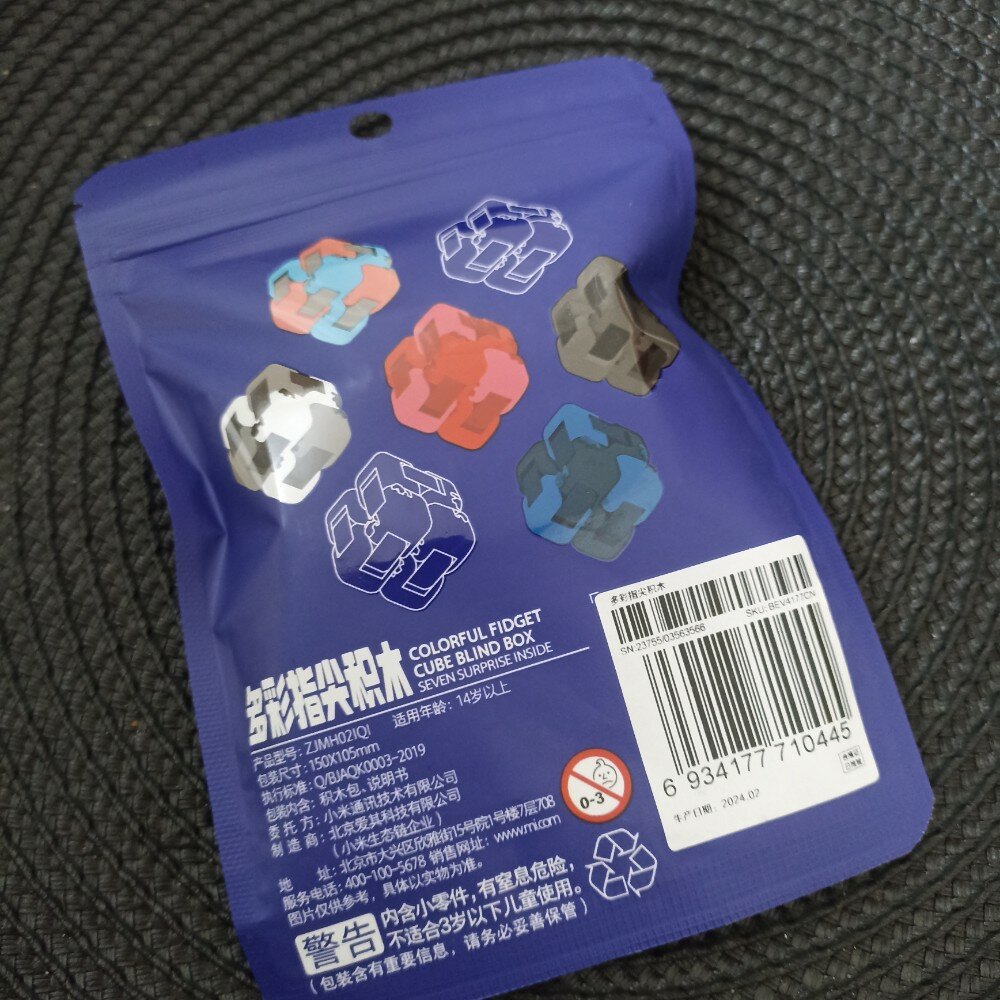 多彩指尖积木
COLORFUL FIDGET
CUBE BLIND BOX
SEVEN SURPRISE INSIDE
产品型号：ZJMH02IQI
适用年龄：14岁以上
包装尺寸：150X105mm
执行标准：Q/BJAQK0003-2019
包装内含：积木包、说明书
委 托 方：小米通讯技术有限公司
制 造 商：北京爱其科技有限公司
（小米生态链企业）
地 址：北京市大兴区欣雅街15号院1号楼7层708
服务电话：400-100-5678 销售网址：www.mi.com
图片仅供参考，具体以实物为准。
警告
内含小零件，有窒息危险，
不适合3岁以下儿童使用。
（包装含有重要信息，请务必妥善保管）
0-3
多彩指尖积木
SN:23755/03563566
SKU: BEV4177CN
6 934177 710445
生产日期：2024.02